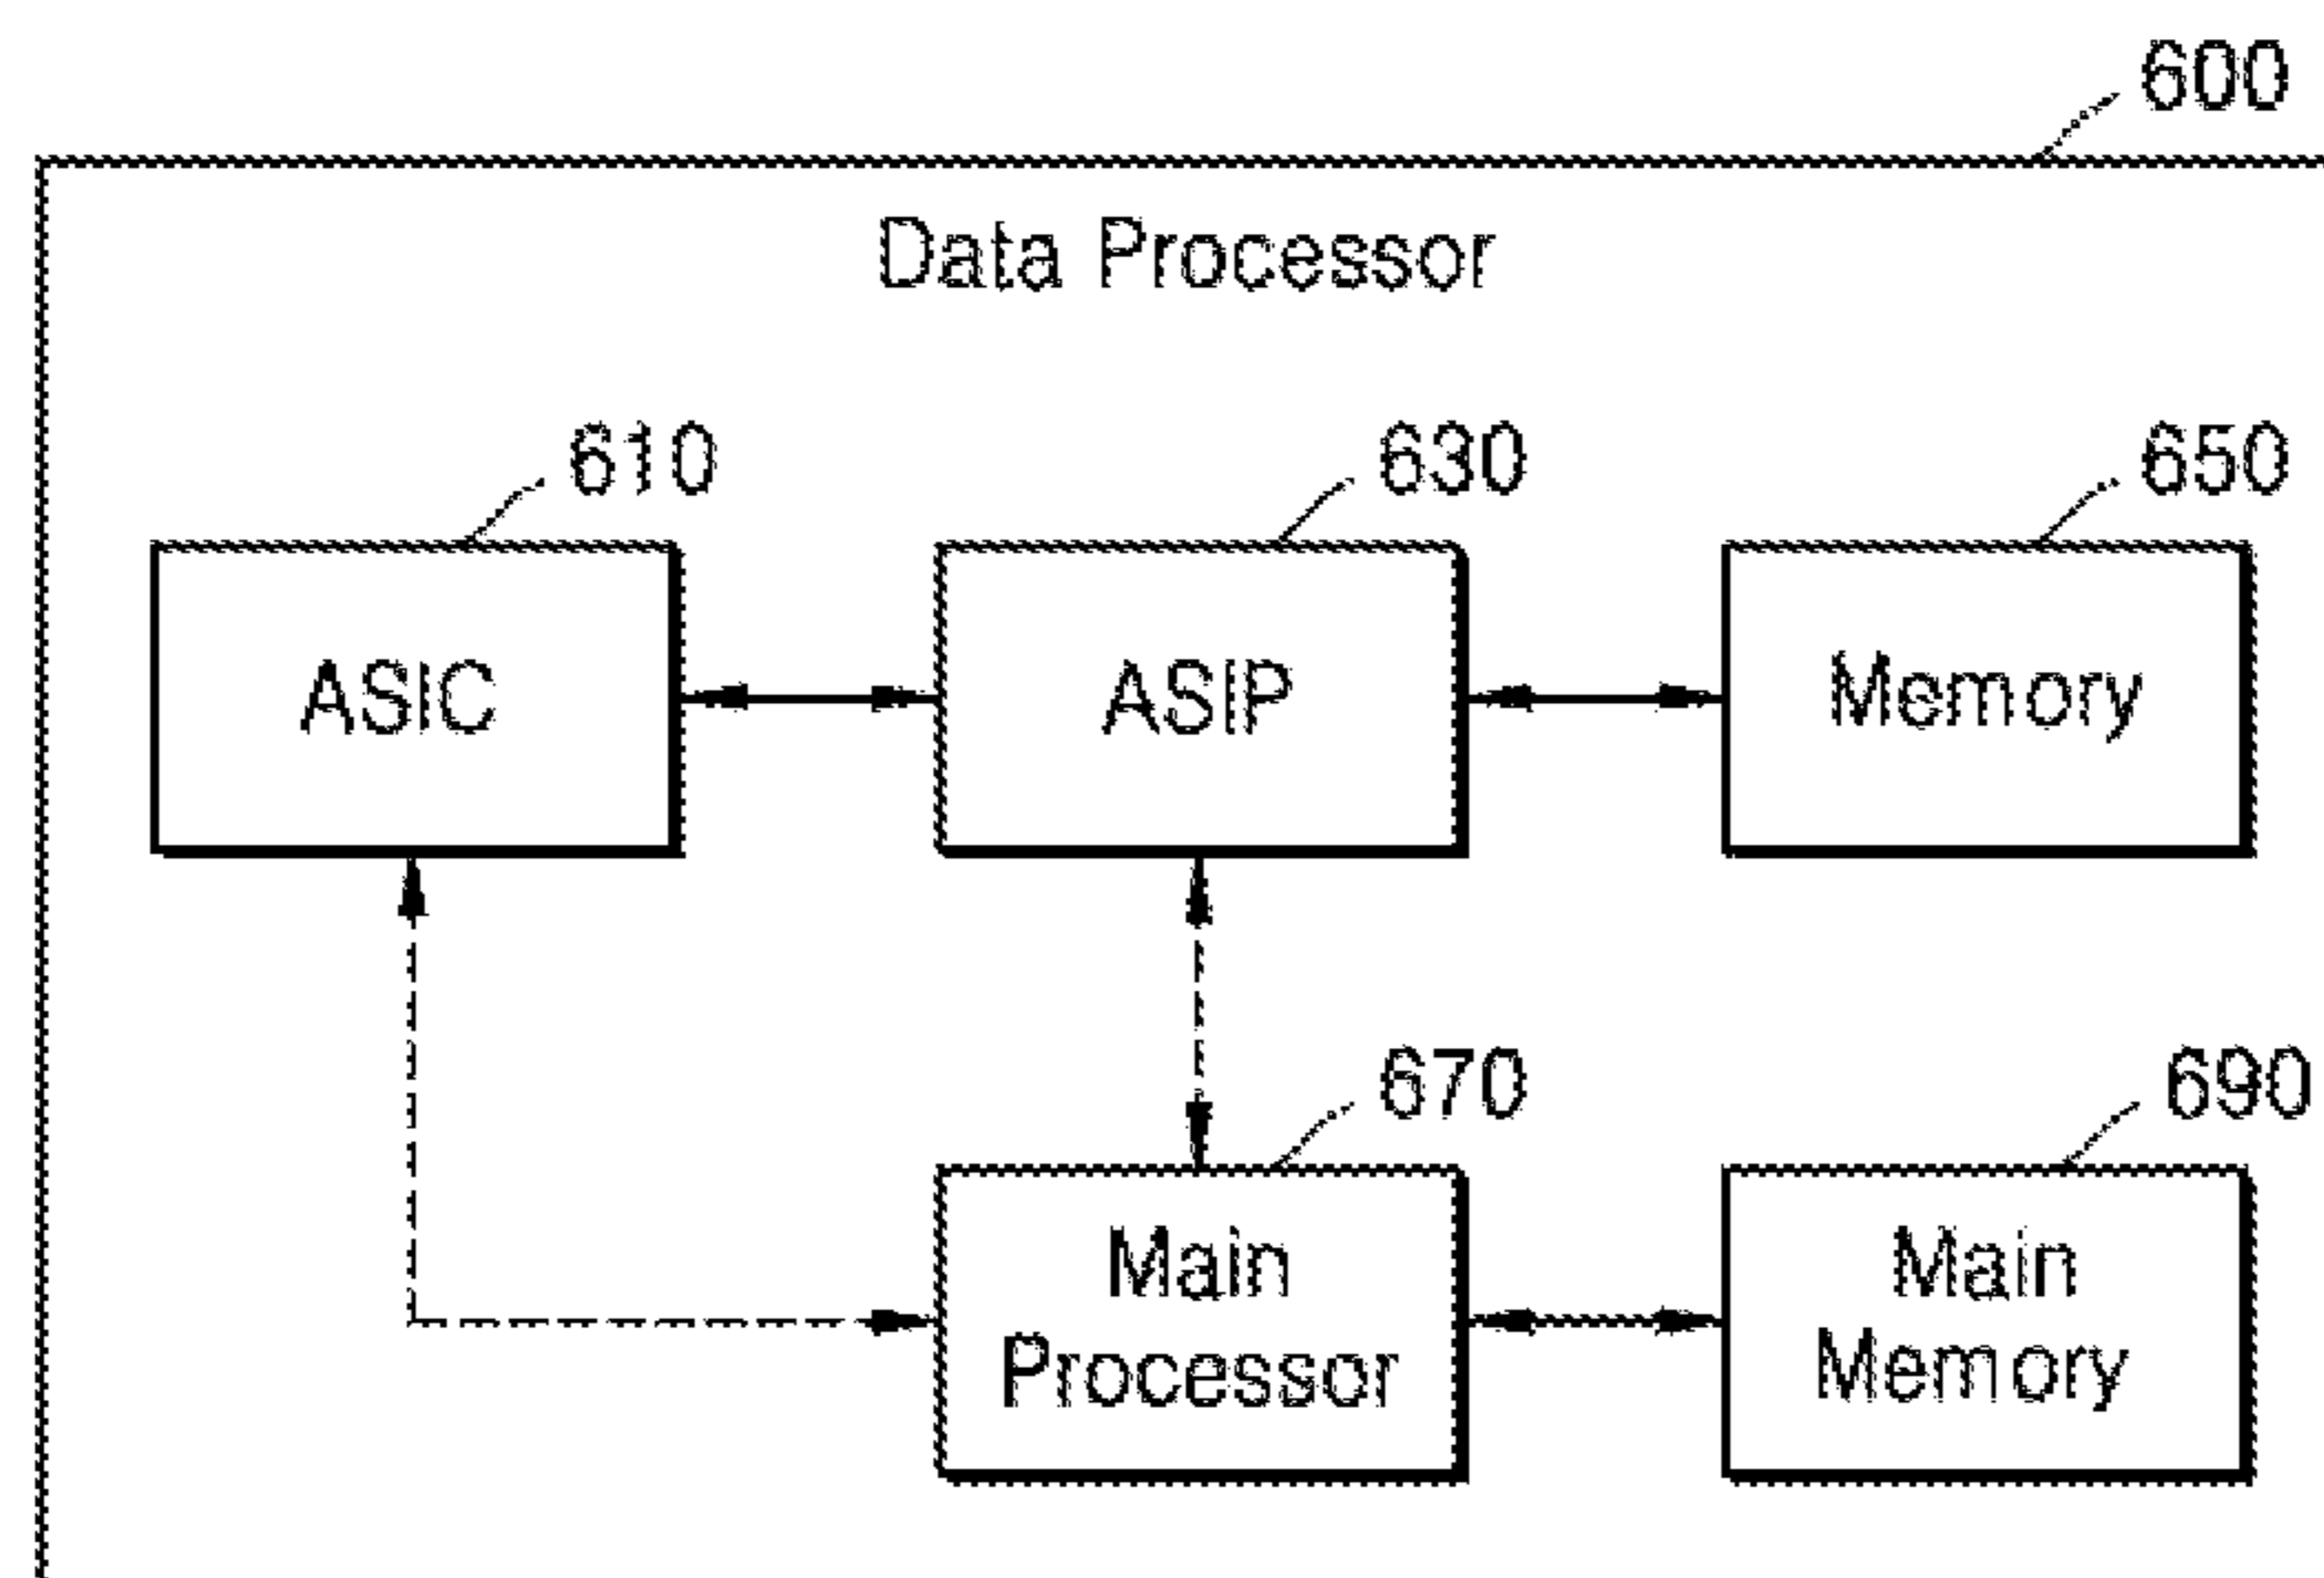 600
Data Processor
610
630
650
ASIC
ASIP
Memory
670
690
Main
Processor
Main
Memory